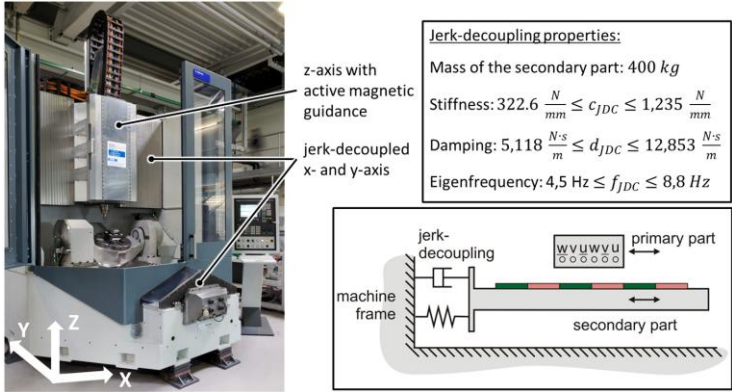 z-axis with
active magnetic
guidance
jerk-decoupled
x- and y-axis
Y
Z
X
Jerk-decoupling properties:
Mass of the secondary part: 400 kg
Stiffness: 322.6 N/mm ≤ c_JDC ≤ 1,235 N/mm
Damping: 5,118 N·s/m ≤ d_JDC ≤ 12,853 N·s/m
Eigenfrequency: 4,5 Hz ≤ f_JDC ≤ 8,8 Hz
jerk-
decoupling
machine
frame
w v u w v u
primary part
secondary part